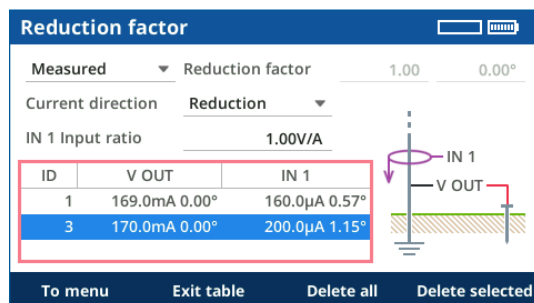 Reduction factor
Measured Reduction factor 1.00 0.00°
Current direction Reduction
IN 1 Input ratio 1.00V/A
IN 1
V OUT
ID V OUT IN 1
1 169.0mA 0.00° 160.0µA 0.57°
3 170.0mA 0.00° 200.0µA 1.15°
To menu Exit table Delete all Delete selected